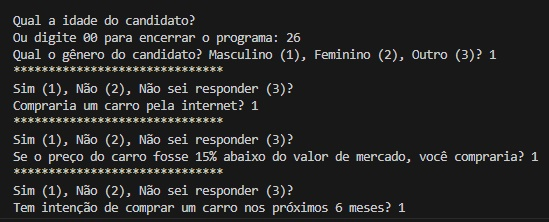 Qual a idade do candidato?
Ou digite 00 para encerrar o programa: 26
Qual o gênero do candidato? Masculino (1), Feminino (2), Outro (3)? 1
******************************
Sim (1), Não (2), Não sei responder (3)?
Compraria um carro pela internet? 1
******************************
Sim (1), Não (2), Não sei responder (3)?
Se o preço do carro fosse 15% abaixo do valor de mercado, você compraria? 1
******************************
Sim (1), Não (2), Não sei responder (3)?
Tem intenção de comprar um carro nos próximos 6 meses? 1